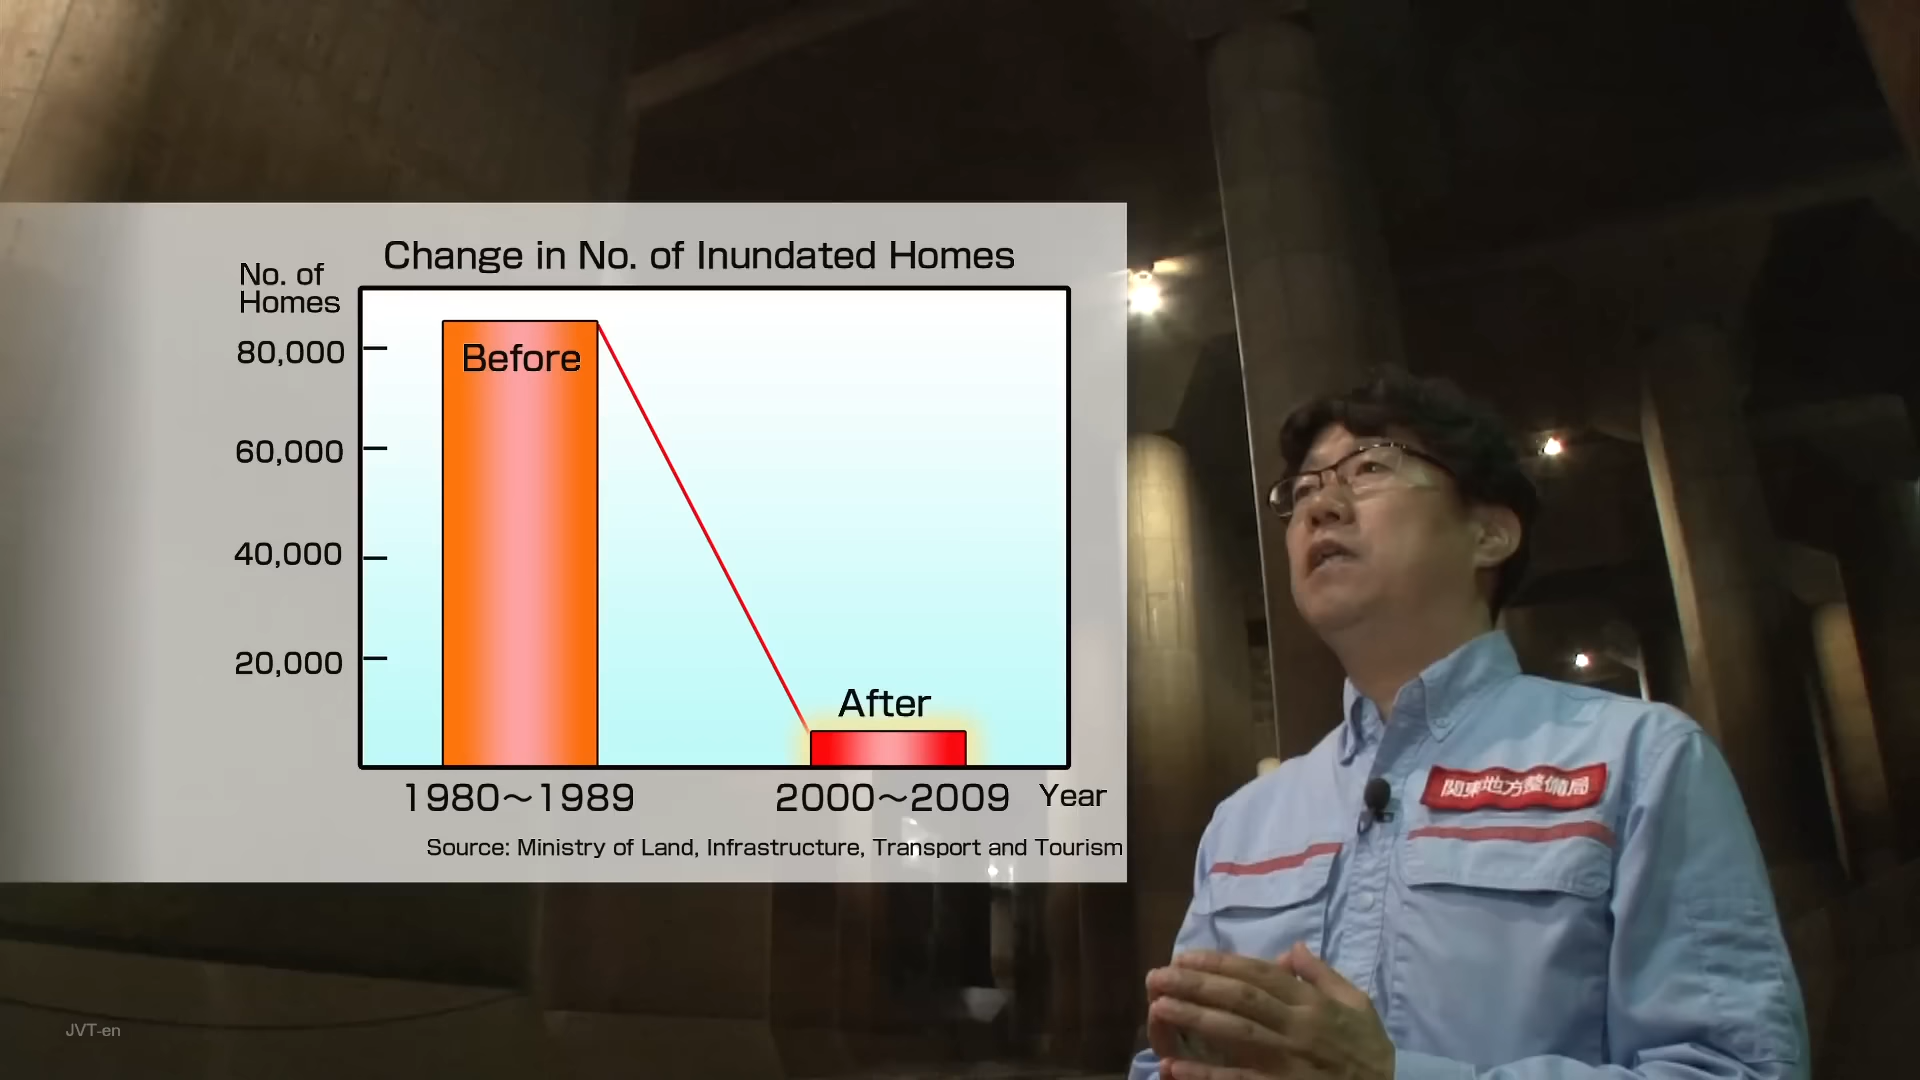 Change in No. of Inundated Homes
No. of
Homes
80,000
60,000
40,000
20,000
Before
After
1980～1989
2000～2009
Year
Source: Ministry of Land, Infrastructure, Transport and Tourism
関東地方整備局
JVT-en